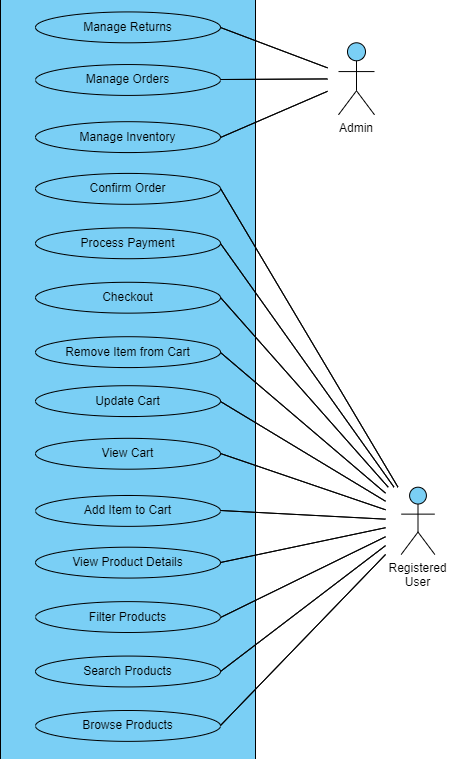 Manage Returns
Manage Orders
Admin
Manage Inventory
Confirm Order
Process Payment
Checkout
Remove Item from Cart
Update Cart
View Cart
Add Item to Cart
View Product Details
Registered
User
Filter Products
Search Products
Browse Products